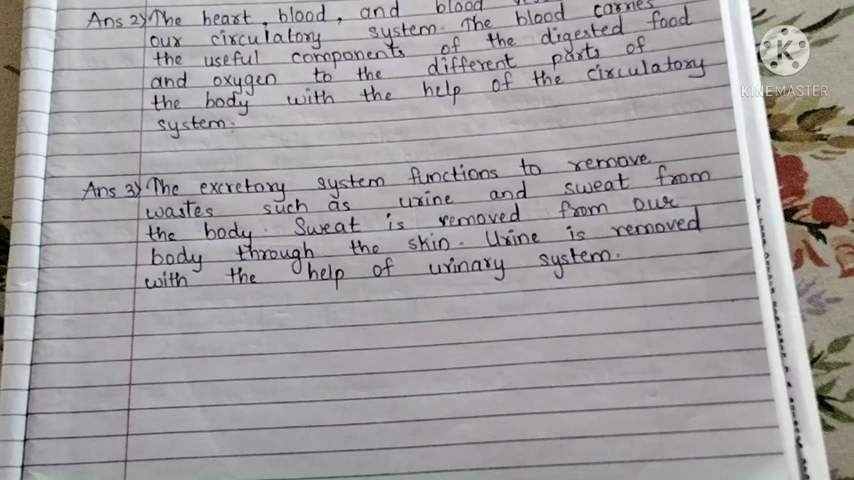 Ans 2) The heart, blood, and blood
our circulatory system. The blood carries
the useful components of the digested food
and oxygen to the different parts of
the body with the help of the circulatory
system.
Ans 3) The excretory system functions to remove
wastes such as urine and sweat from
the body. Sweat is removed from our
body through the skin. Urine is removed
with the help of urinary system.
KINEMASTER